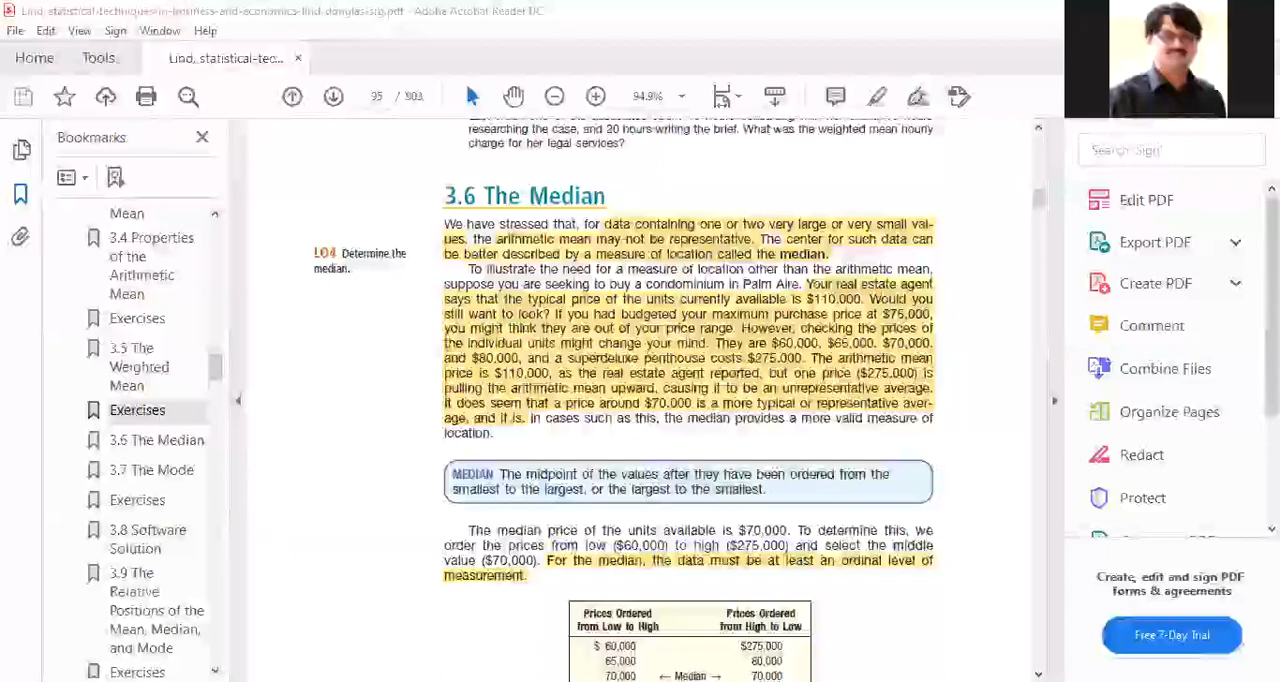 Lind, statistical-techniques-in-business-and-economics-lind, douglas-srg.pdf - Adobe Acrobat Reader DC
File Edit View Sign Window Help
Home Tools Lind, statistical-tec... ×
95 / 903 94.9%
Bookmarks
Mean
3.4 Properties
of the
Arithmetic
Mean
Exercises
3.5 The
Weighted
Mean
Exercises
3.6 The Median
3.7 The Mode
Exercises
3.8 Software
Solution
3.9 The
Relative
Positions of the
Mean, Median,
and Mode
Exercises
researching the case, and 20 hours writing the brief. What was the weighted mean hourly
charge for her legal services?
3.6 The Median
LO4 Determine the
median.
We have stressed that, for data containing one or two very large or very small val-
ues, the arithmetic mean may not be representative. The center for such data can
be better described by a measure of location called the median.
To illustrate the need for a measure of location other than the arithmetic mean,
suppose you are seeking to buy a condominium in Palm Aire. Your real estate agent
says that the typical price of the units currently available is $110,000. Would you
still want to look? If you had budgeted your maximum purchase price at $75,000,
you might think they are out of your price range. However, checking the prices of
the individual units might change your mind. They are $60,000, $65,000, $70,000,
and $80,000, and a superdeluxe penthouse costs $275,000. The arithmetic mean
price is $110,000, as the real estate agent reported, but one price ($275,000) is
pulling the arithmetic mean upward, causing it to be an unrepresentative average.
It does seem that a price around $70,000 is a more typical or representative aver-
age, and it is. In cases such as this, the median provides a more valid measure of
location.
MEDIAN The midpoint of the values after they have been ordered from the
smallest to the largest, or the largest to the smallest.
The median price of the units available is $70,000. To determine this, we
order the prices from low ($60,000) to high ($275,000) and select the middle
value ($70,000). For the median, the data must be at least an ordinal level of
measurement.
Prices Ordered Prices Ordered
from Low to High from High to Low
$ 60,000 $275,000
65,000 80,000
70,000 ← Median → 70,000
Search 'Sign'
Edit PDF
Export PDF
Create PDF
Comment
Combine Files
Organize Pages
Redact
Protect
Create, edit and sign PDF
forms & agreements
Free 7-Day Trial